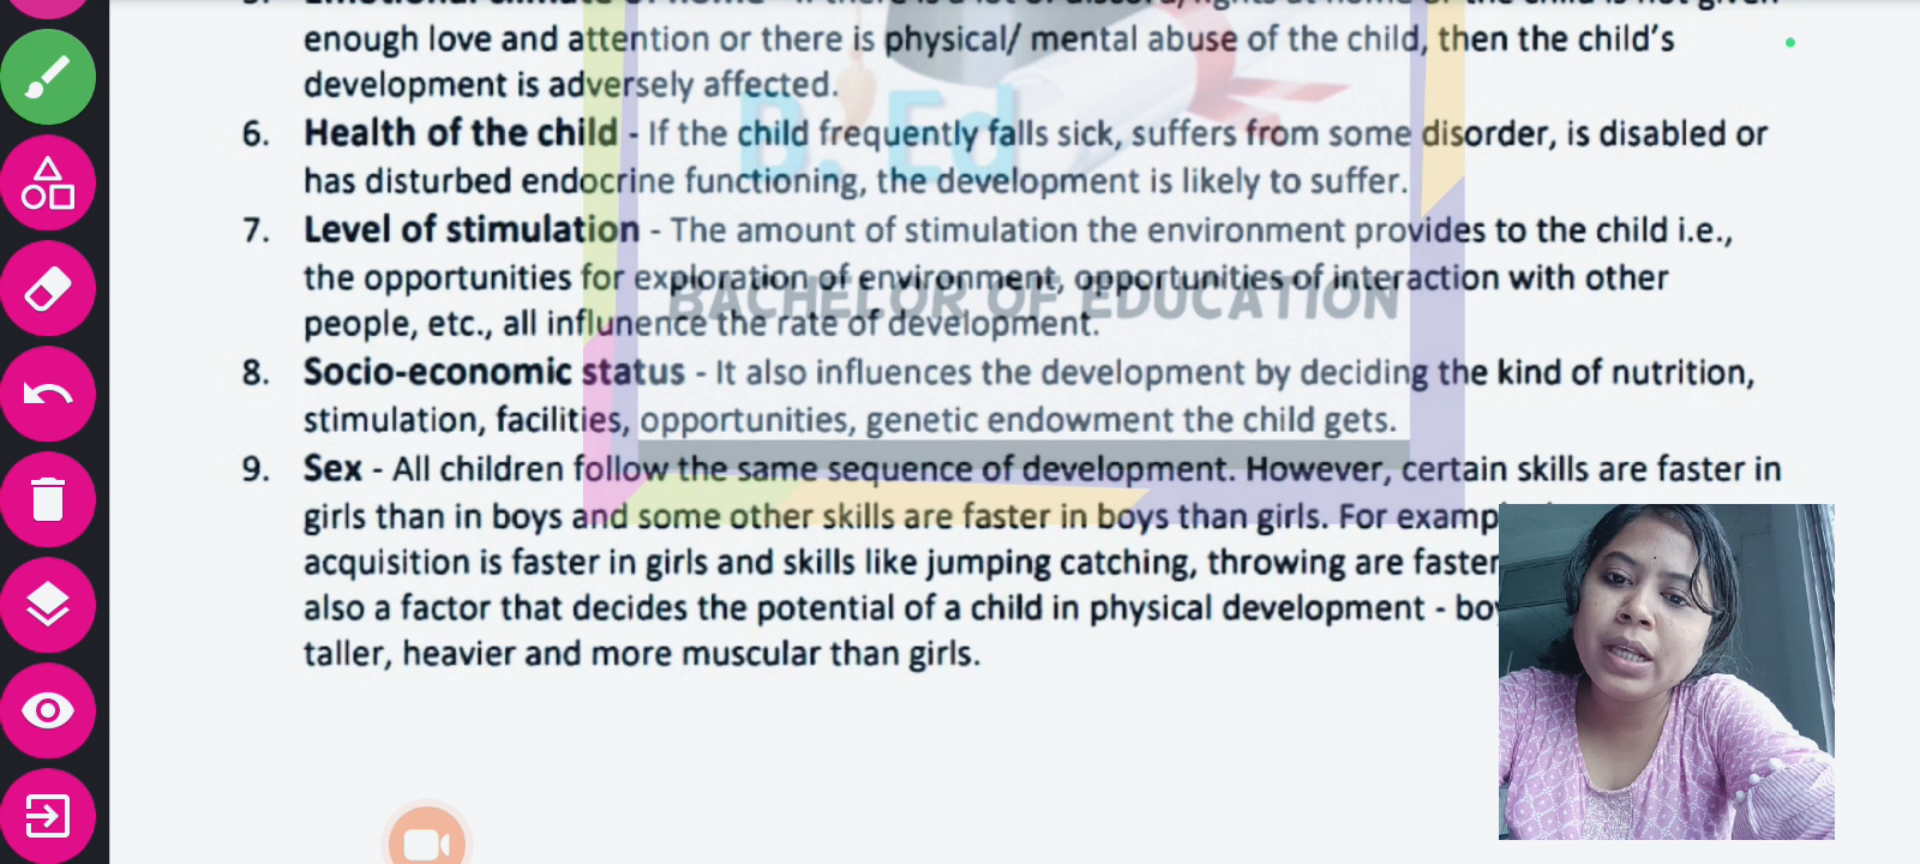 enough love and attention or there is physical/ mental abuse of the child, then the child's
development is adversely affected.
6. Health of the child - If the child frequently falls sick, suffers from some disorder, is disabled or
has disturbed endocrine functioning, the development is likely to suffer.
7. Level of stimulation - The amount of stimulation the environment provides to the child i.e.,
the opportunities for exploration of environment, opportunities of interaction with other
people, etc., all influnence the rate of development.
8. Socio-economic status - It also influences the development by deciding the kind of nutrition,
stimulation, facilities, opportunities, genetic endowment the child gets.
9. Sex - All children follow the same sequence of development. However, certain skills are faster in
girls than in boys and some other skills are faster in boys than girls. For
acquisition is faster in girls and skills like jumping catching, throwing are faster
also a factor that decides the potential of a child in physical development -
taller, heavier and more muscular than girls.
B. Ed
BACHELOR OF EDUCATION